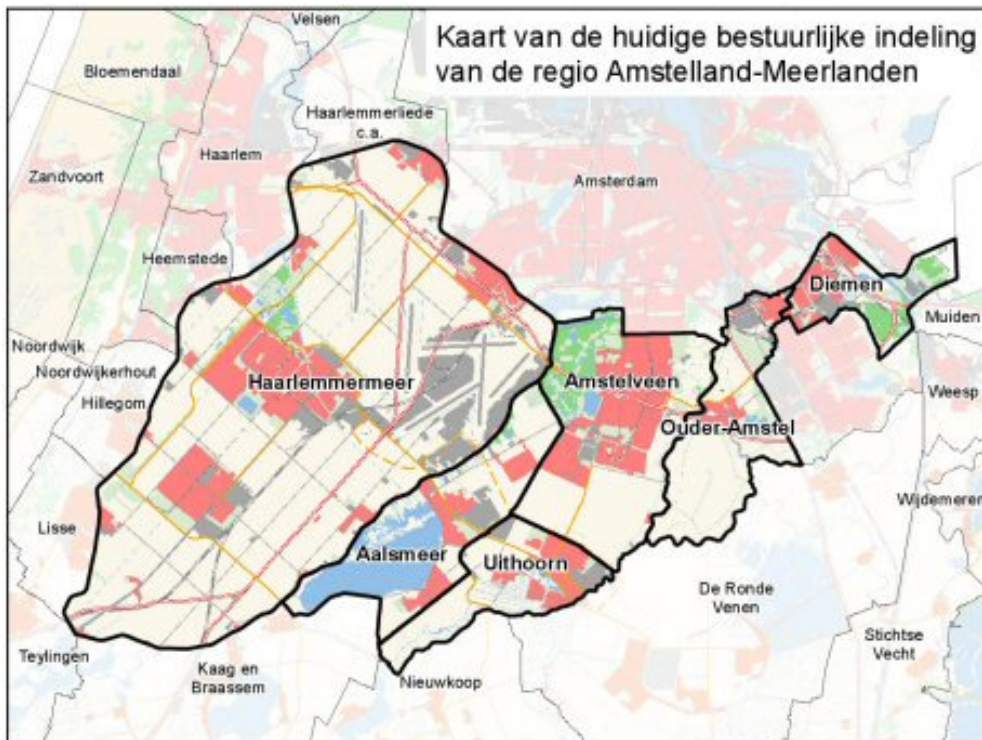 Kaart van de huidige bestuurlijke indeling
van de regio Amstelland-Meerlanden
Velsen
Bloemendaal
Haarlemmerliede
c.a.
Haarlem
Zandvoort
Amsterdam
Heemstede
Diemen
Muiden
Noordwijk
Noordwijkerhout
Haarlemmermeer
Amstelveen
Weesp
Hillegom
Ouder-Amstel
Wijdemeren
Lisse
Aalsmeer
Uithoorn
De Ronde
Venen
Stichtse
Vecht
Teylingen
Kaag en
Braassem
Nieuwkoop